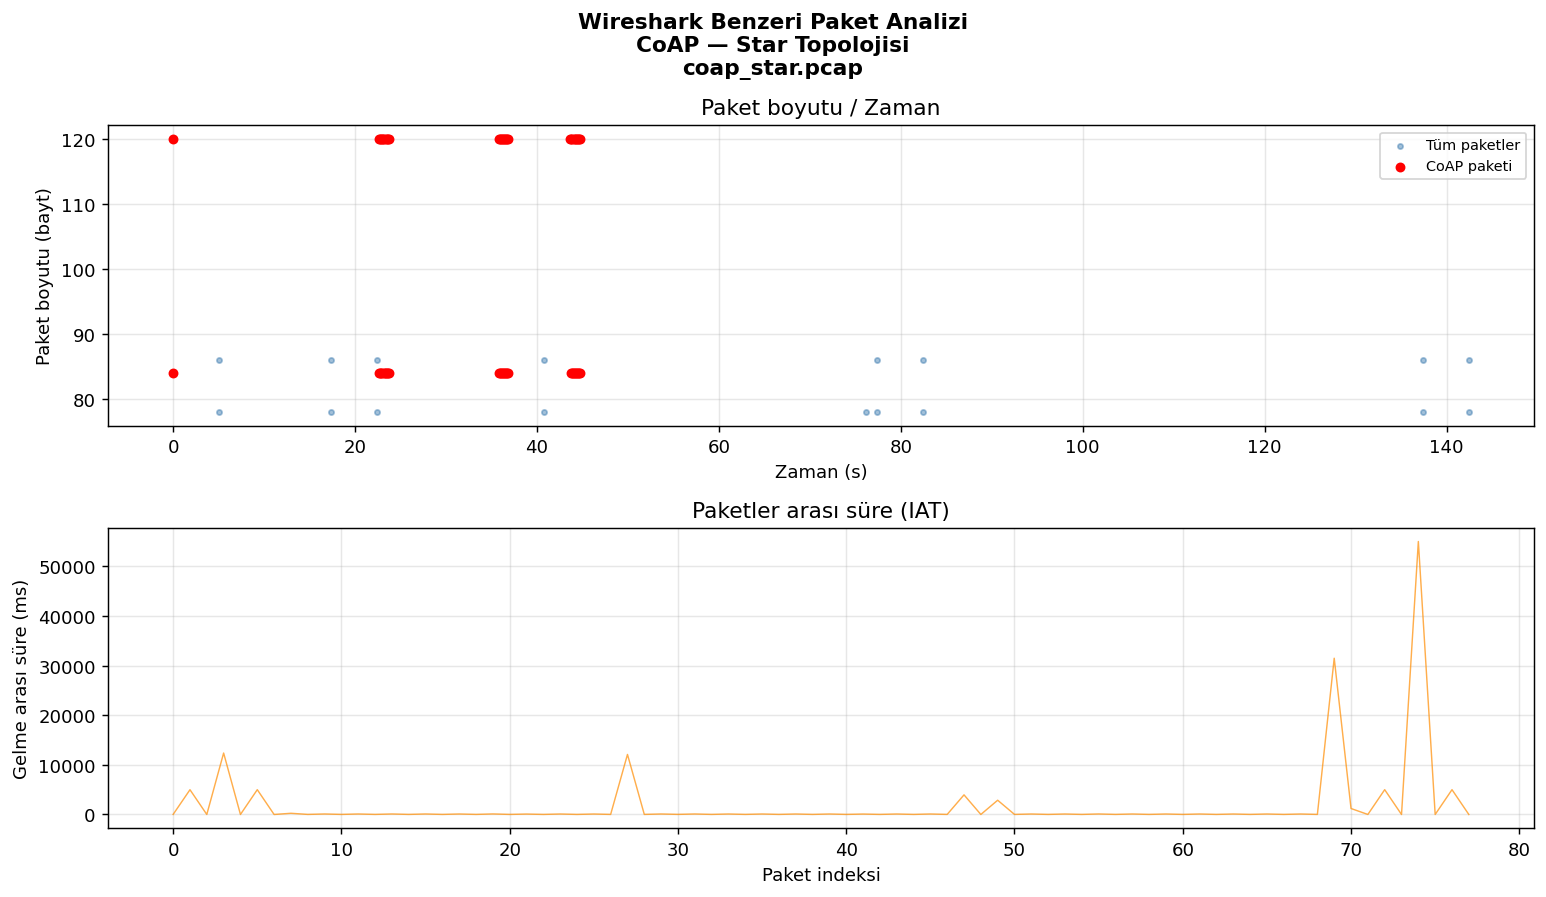 Wireshark Benzeri Paket Analizi
CoAP — Star Topolojisi
coap_star.pcap
Paket boyutu / Zaman
Paket boyutu (bayt)
120
110
100
90
80
Tüm paketler
CoAP paketi
0 20 40 60 80 100 120 140
Zaman (s)
Paketler arası süre (IAT)
Gelme arası süre (ms)
50000
40000
30000
20000
10000
0
0 10 20 30 40 50 60 70 80
Paket indeksi